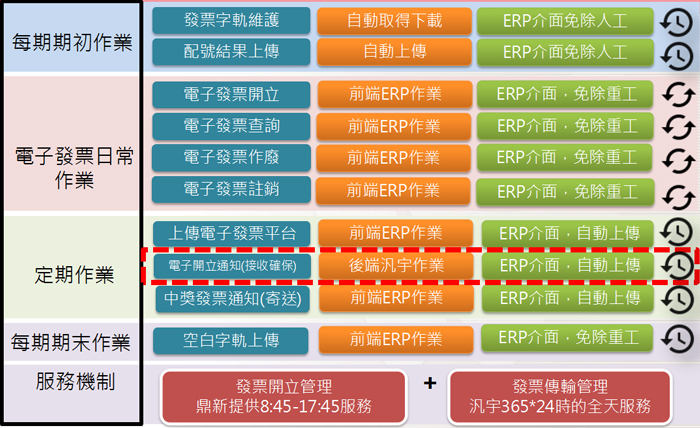 每期期初作業
發票字軌維護
自動取得下載
ERP介面免除人工
配號結果上傳
自動上傳
ERP介面免除人工
電子發票日常
作業
電子發票開立
前端ERP作業
ERP介面，免除重工
電子發票查詢
前端ERP作業
ERP介面，免除重工
電子發票作廢
前端ERP作業
ERP介面，免除重工
電子發票註銷
前端ERP作業
ERP介面，免除重工
定期作業
上傳電子發票平台
前端ERP作業
ERP介面，自動上傳
電子開立通知(接收確保)
後端汎宇作業
ERP介面，自動上傳
中獎發票通知(寄送)
前端ERP作業
ERP介面，自動上傳
每期期末作業
空白字軌上傳
前端ERP作業
ERP介面，免除重工
服務機制
發票開立管理
鼎新提供8:45-17:45服務
+
發票傳輸管理
汎宇365*24時的全天服務